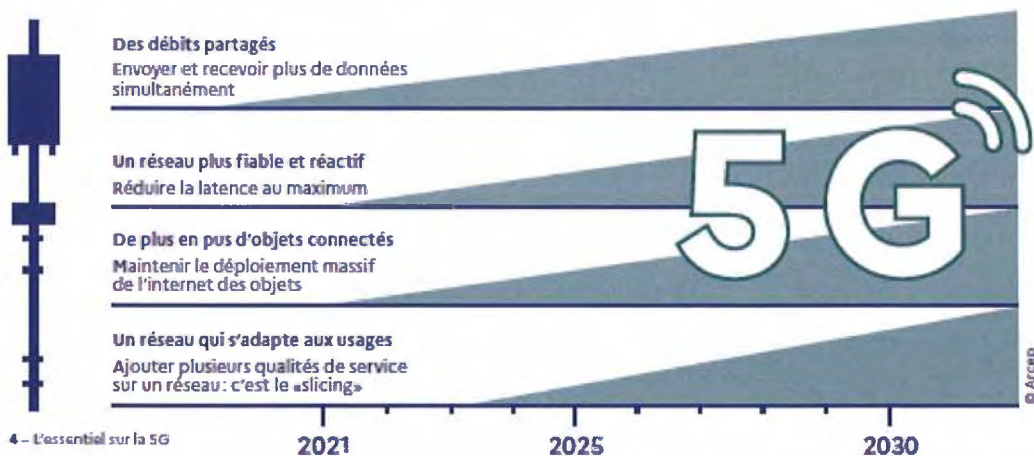 Des débits partagés
Envoyer et recevoir plus de données
simultanément
Un réseau plus fiable et réactif
Réduire la latence au maximum
De plus en pus d'objets connectés
Maintenir le déploiement massif
de l'internet des objets
Un réseau qui s'adapte aux usages
Ajouter plusieurs qualités de service
sur un réseau: c'est le «slicing»
5G
© Arcep
2021 2025 2030
4 – L'essentiel sur la 5G